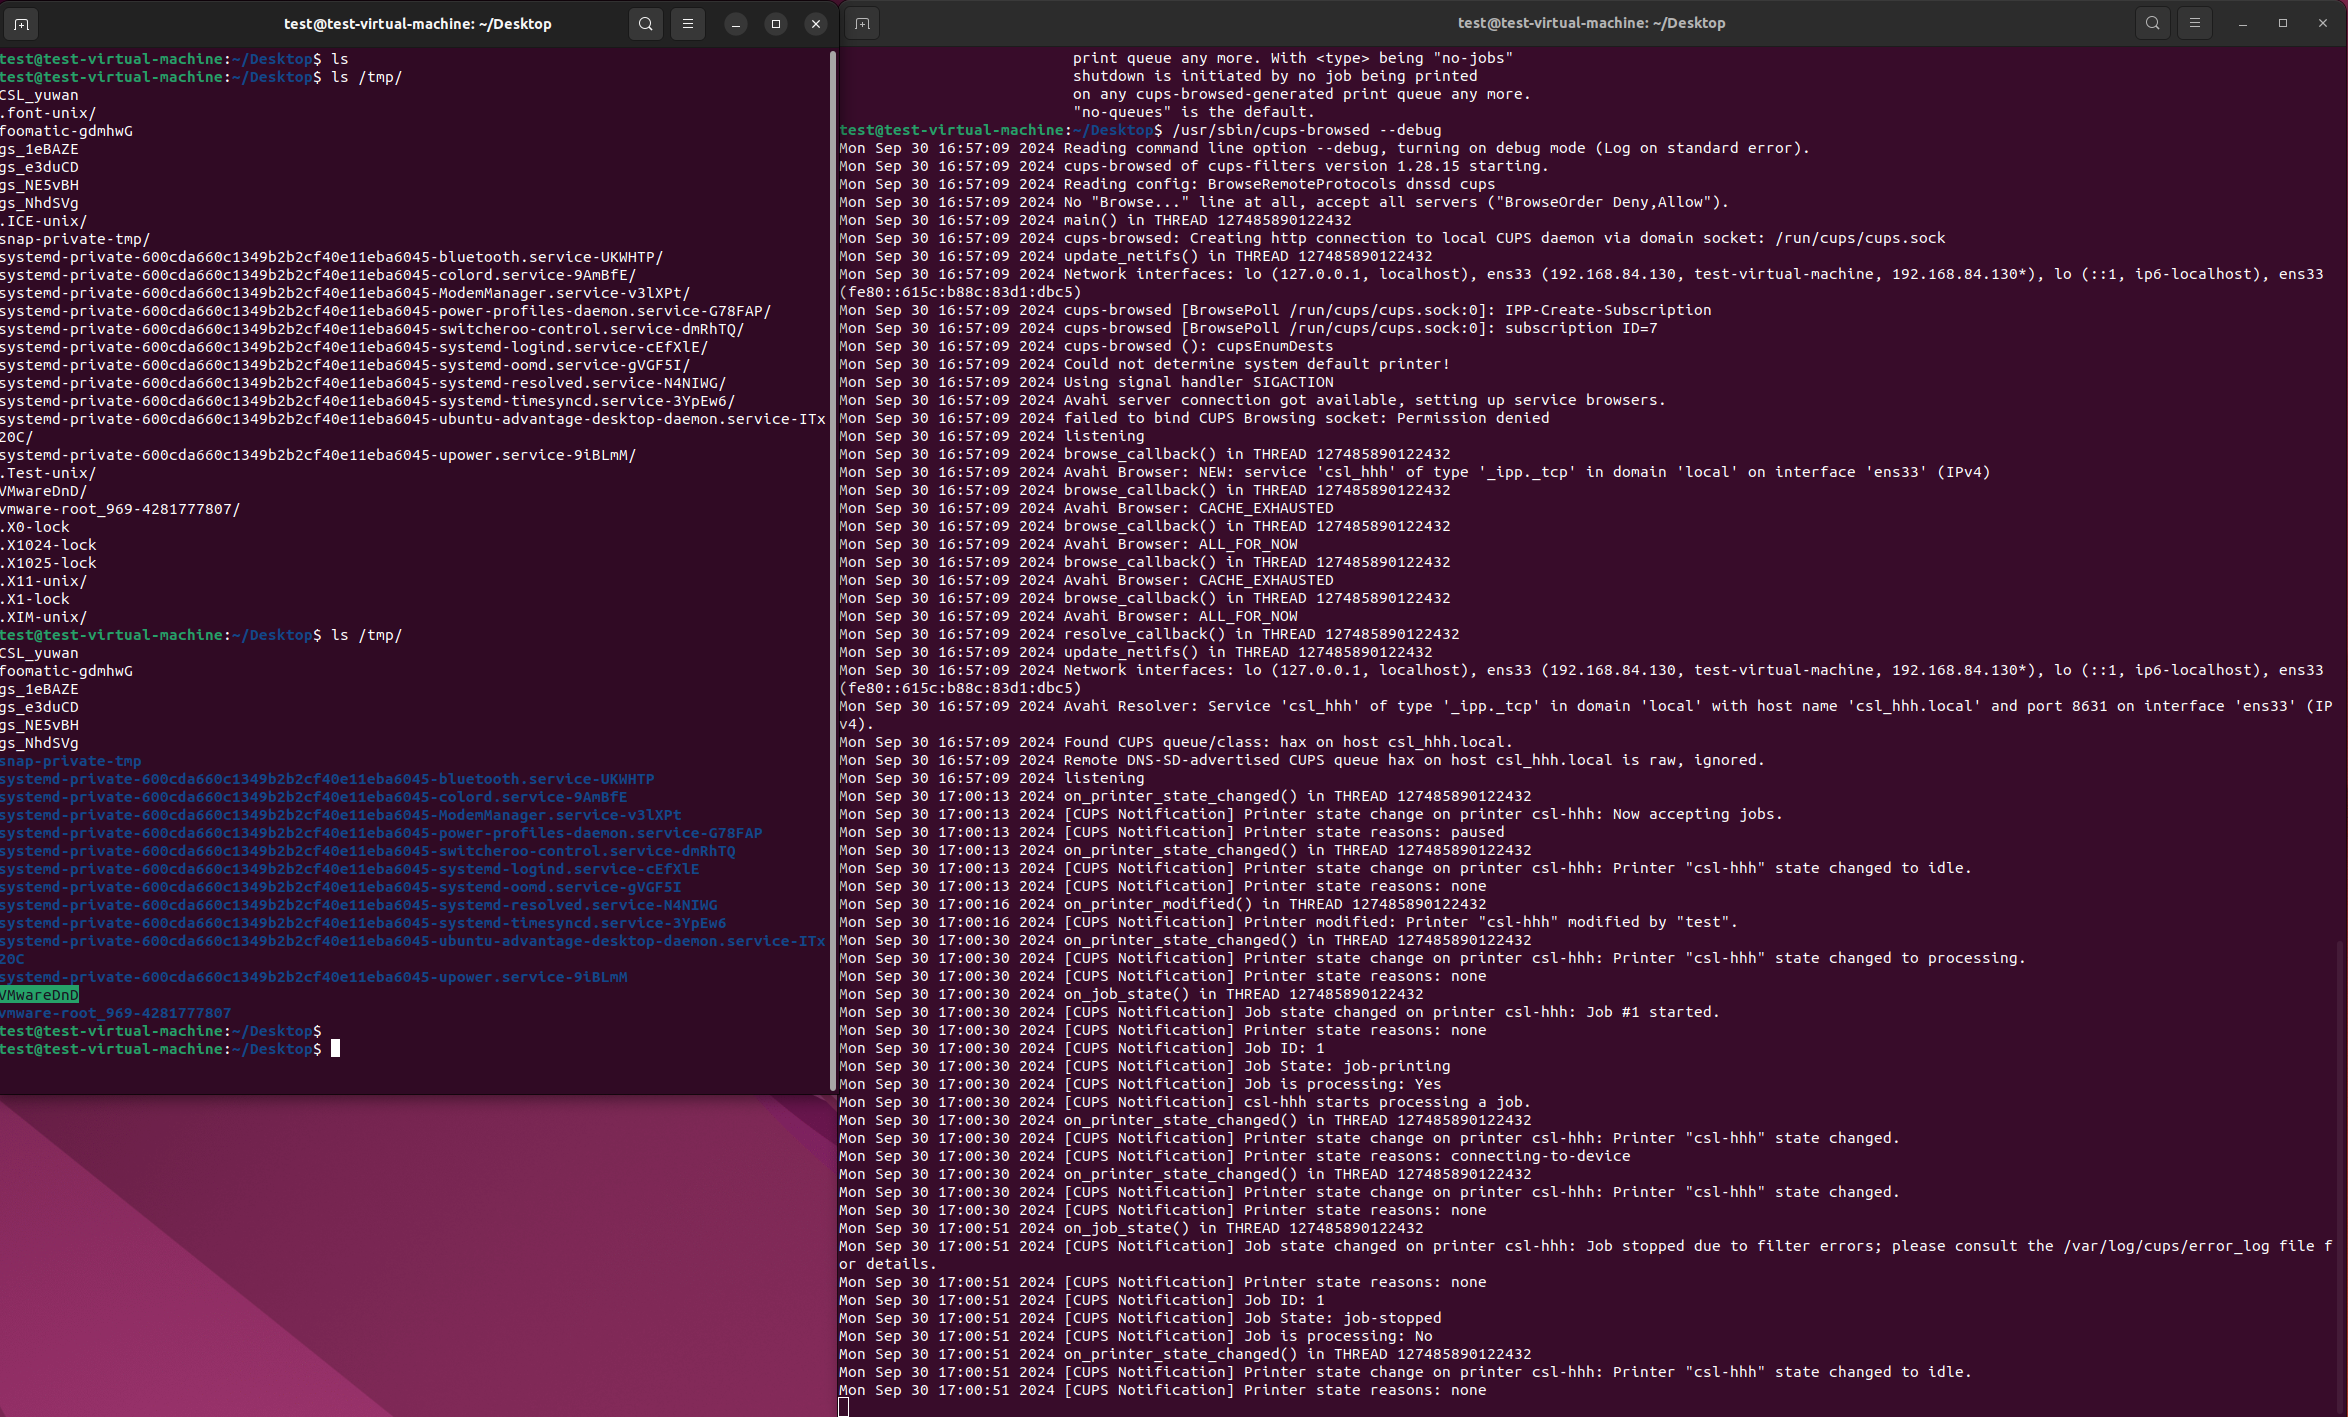 test@test-virtual-machine: ~/Desktop
test@test-virtual-machine:~/Desktop$ ls
test@test-virtual-machine:~/Desktop$ ls /tmp/
CSL_yuwan
.font-unix/
foomatic-gdmhwG
gs_1eBAZE
gs_e3duCD
gs_NE5vBH
gs_NhdSVg
.ICE-unix/
snap-private-tmp/
systemd-private-600cda660c1349b2b2cf40e11eba6045-bluetooth.service-UKWHTP/
systemd-private-600cda660c1349b2b2cf40e11eba6045-colord.service-9AmBfE/
systemd-private-600cda660c1349b2b2cf40e11eba6045-ModemManager.service-v3lXPt/
systemd-private-600cda660c1349b2b2cf40e11eba6045-power-profiles-daemon.service-G78FAP/
systemd-private-600cda660c1349b2b2cf40e11eba6045-switcheroo-control.service-dmRhTQ/
systemd-private-600cda660c1349b2b2cf40e11eba6045-systemd-logind.service-cEfXlE/
systemd-private-600cda660c1349b2b2cf40e11eba6045-systemd-oomd.service-gVGF5I/
systemd-private-600cda660c1349b2b2cf40e11eba6045-systemd-resolved.service-N4NIWG/
systemd-private-600cda660c1349b2b2cf40e11eba6045-systemd-timesyncd.service-3YpEw6/
systemd-private-600cda660c1349b2b2cf40e11eba6045-ubuntu-advantage-desktop-daemon.service-ITx
20C/
systemd-private-600cda660c1349b2b2cf40e11eba6045-upower.service-9iBLmM/
.Test-unix/
VMwareDnD/
vmware-root_969-4281777807/
.X0-lock
.X1024-lock
.X1025-lock
.X11-unix/
.X1-lock
.XIM-unix/
test@test-virtual-machine:~/Desktop$ ls /tmp/
CSL_yuwan
foomatic-gdmhwG
gs_1eBAZE
gs_e3duCD
gs_NE5vBH
gs_NhdSVg
snap-private-tmp
systemd-private-600cda660c1349b2b2cf40e11eba6045-bluetooth.service-UKWHTP
systemd-private-600cda660c1349b2b2cf40e11eba6045-colord.service-9AmBfE
systemd-private-600cda660c1349b2b2cf40e11eba6045-ModemManager.service-v3lXPt
systemd-private-600cda660c1349b2b2cf40e11eba6045-power-profiles-daemon.service-G78FAP
systemd-private-600cda660c1349b2b2cf40e11eba6045-switcheroo-control.service-dmRhTQ
systemd-private-600cda660c1349b2b2cf40e11eba6045-systemd-logind.service-cEfXlE
systemd-private-600cda660c1349b2b2cf40e11eba6045-systemd-oomd.service-gVGF5I
systemd-private-600cda660c1349b2b2cf40e11eba6045-systemd-resolved.service-N4NIWG
systemd-private-600cda660c1349b2b2cf40e11eba6045-systemd-timesyncd.service-3YpEw6
systemd-private-600cda660c1349b2b2cf40e11eba6045-ubuntu-advantage-desktop-daemon.service-ITx
20C
systemd-private-600cda660c1349b2b2cf40e11eba6045-upower.service-9iBLmM
VMwareDnD
vmware-root_969-4281777807
test@test-virtual-machine:~/Desktop$
test@test-virtual-machine:~/Desktop$
test@test-virtual-machine: ~/Desktop
print queue any more. With <type> being "no-jobs"
shutdown is initiated by no job being printed
on any cups-browsed-generated print queue any more.
"no-queues" is the default.
test@test-virtual-machine:~/Desktop$ /usr/sbin/cups-browsed --debug
Mon Sep 30 16:57:09 2024 Reading command line option --debug, turning on debug mode (Log on standard error).
Mon Sep 30 16:57:09 2024 cups-browsed of cups-filters version 1.28.15 starting.
Mon Sep 30 16:57:09 2024 Reading config: BrowseRemoteProtocols dnssd cups
Mon Sep 30 16:57:09 2024 No "Browse..." line at all, accept all servers ("BrowseOrder Deny,Allow").
Mon Sep 30 16:57:09 2024 main() in THREAD 127485890122432
Mon Sep 30 16:57:09 2024 cups-browsed: Creating http connection to local CUPS daemon via domain socket: /run/cups/cups.sock
Mon Sep 30 16:57:09 2024 update_netifs() in THREAD 127485890122432
Mon Sep 30 16:57:09 2024 Network interfaces: lo (127.0.0.1, localhost), ens33 (192.168.84.130, test-virtual-machine, 192.168.84.130*), lo (::1, ip6-localhost), ens33
(fe80::615c:b88c:83d1:dbc5)
Mon Sep 30 16:57:09 2024 cups-browsed [BrowsePoll /run/cups/cups.sock:0]: IPP-Create-Subscription
Mon Sep 30 16:57:09 2024 cups-browsed [BrowsePoll /run/cups/cups.sock:0]: subscription ID=7
Mon Sep 30 16:57:09 2024 cups-browsed (): cupsEnumDests
Mon Sep 30 16:57:09 2024 Could not determine system default printer!
Mon Sep 30 16:57:09 2024 Using signal handler SIGACTION
Mon Sep 30 16:57:09 2024 Avahi server connection got available, setting up service browsers.
Mon Sep 30 16:57:09 2024 failed to bind CUPS Browsing socket: Permission denied
Mon Sep 30 16:57:09 2024 listening
Mon Sep 30 16:57:09 2024 browse_callback() in THREAD 127485890122432
Mon Sep 30 16:57:09 2024 Avahi Browser: NEW: service 'csl_hhh' of type '_ipp._tcp' in domain 'local' on interface 'ens33' (IPv4)
Mon Sep 30 16:57:09 2024 browse_callback() in THREAD 127485890122432
Mon Sep 30 16:57:09 2024 Avahi Browser: CACHE_EXHAUSTED
Mon Sep 30 16:57:09 2024 browse_callback() in THREAD 127485890122432
Mon Sep 30 16:57:09 2024 Avahi Browser: ALL_FOR_NOW
Mon Sep 30 16:57:09 2024 browse_callback() in THREAD 127485890122432
Mon Sep 30 16:57:09 2024 Avahi Browser: CACHE_EXHAUSTED
Mon Sep 30 16:57:09 2024 browse_callback() in THREAD 127485890122432
Mon Sep 30 16:57:09 2024 Avahi Browser: ALL_FOR_NOW
Mon Sep 30 16:57:09 2024 resolve_callback() in THREAD 127485890122432
Mon Sep 30 16:57:09 2024 update_netifs() in THREAD 127485890122432
Mon Sep 30 16:57:09 2024 Network interfaces: lo (127.0.0.1, localhost), ens33 (192.168.84.130, test-virtual-machine, 192.168.84.130*), lo (::1, ip6-localhost), ens33
(fe80::615c:b88c:83d1:dbc5)
Mon Sep 30 16:57:09 2024 Avahi Resolver: Service 'csl_hhh' of type '_ipp._tcp' in domain 'local' with host name 'csl_hhh.local' and port 8631 on interface 'ens33' (IP
v4).
Mon Sep 30 16:57:09 2024 Found CUPS queue/class: hax on host csl_hhh.local.
Mon Sep 30 16:57:09 2024 Remote DNS-SD-advertised CUPS queue hax on host csl_hhh.local is raw, ignored.
Mon Sep 30 16:57:09 2024 listening
Mon Sep 30 17:00:13 2024 on_printer_state_changed() in THREAD 127485890122432
Mon Sep 30 17:00:13 2024 [CUPS Notification] Printer state change on printer csl-hhh: Now accepting jobs.
Mon Sep 30 17:00:13 2024 [CUPS Notification] Printer state reasons: paused
Mon Sep 30 17:00:13 2024 on_printer_state_changed() in THREAD 127485890122432
Mon Sep 30 17:00:13 2024 [CUPS Notification] Printer state change on printer csl-hhh: Printer "csl-hhh" state changed to idle.
Mon Sep 30 17:00:13 2024 [CUPS Notification] Printer state reasons: none
Mon Sep 30 17:00:16 2024 on_printer_modified() in THREAD 127485890122432
Mon Sep 30 17:00:16 2024 [CUPS Notification] Printer modified: Printer "csl-hhh" modified by "test".
Mon Sep 30 17:00:30 2024 on_printer_state_changed() in THREAD 127485890122432
Mon Sep 30 17:00:30 2024 [CUPS Notification] Printer state change on printer csl-hhh: Printer "csl-hhh" state changed to processing.
Mon Sep 30 17:00:30 2024 [CUPS Notification] Printer state reasons: none
Mon Sep 30 17:00:30 2024 on_job_state() in THREAD 127485890122432
Mon Sep 30 17:00:30 2024 [CUPS Notification] Job state changed on printer csl-hhh: Job #1 started.
Mon Sep 30 17:00:30 2024 [CUPS Notification] Printer state reasons: none
Mon Sep 30 17:00:30 2024 [CUPS Notification] Job ID: 1
Mon Sep 30 17:00:30 2024 [CUPS Notification] Job State: job-printing
Mon Sep 30 17:00:30 2024 [CUPS Notification] Job is processing: Yes
Mon Sep 30 17:00:30 2024 [CUPS Notification] csl-hhh starts processing a job.
Mon Sep 30 17:00:30 2024 on_printer_state_changed() in THREAD 127485890122432
Mon Sep 30 17:00:30 2024 [CUPS Notification] Printer state change on printer csl-hhh: Printer "csl-hhh" state changed.
Mon Sep 30 17:00:30 2024 [CUPS Notification] Printer state reasons: connecting-to-device
Mon Sep 30 17:00:30 2024 on_printer_state_changed() in THREAD 127485890122432
Mon Sep 30 17:00:30 2024 [CUPS Notification] Printer state change on printer csl-hhh: Printer "csl-hhh" state changed.
Mon Sep 30 17:00:30 2024 [CUPS Notification] Printer state reasons: none
Mon Sep 30 17:00:51 2024 on_job_state() in THREAD 127485890122432
Mon Sep 30 17:00:51 2024 [CUPS Notification] Job state changed on printer csl-hhh: Job stopped due to filter errors; please consult the /var/log/cups/error_log file f
or details.
Mon Sep 30 17:00:51 2024 [CUPS Notification] Printer state reasons: none
Mon Sep 30 17:00:51 2024 [CUPS Notification] Job ID: 1
Mon Sep 30 17:00:51 2024 [CUPS Notification] Job State: job-stopped
Mon Sep 30 17:00:51 2024 [CUPS Notification] Job is processing: No
Mon Sep 30 17:00:51 2024 on_printer_state_changed() in THREAD 127485890122432
Mon Sep 30 17:00:51 2024 [CUPS Notification] Printer state change on printer csl-hhh: Printer "csl-hhh" state changed to idle.
Mon Sep 30 17:00:51 2024 [CUPS Notification] Printer state reasons: none